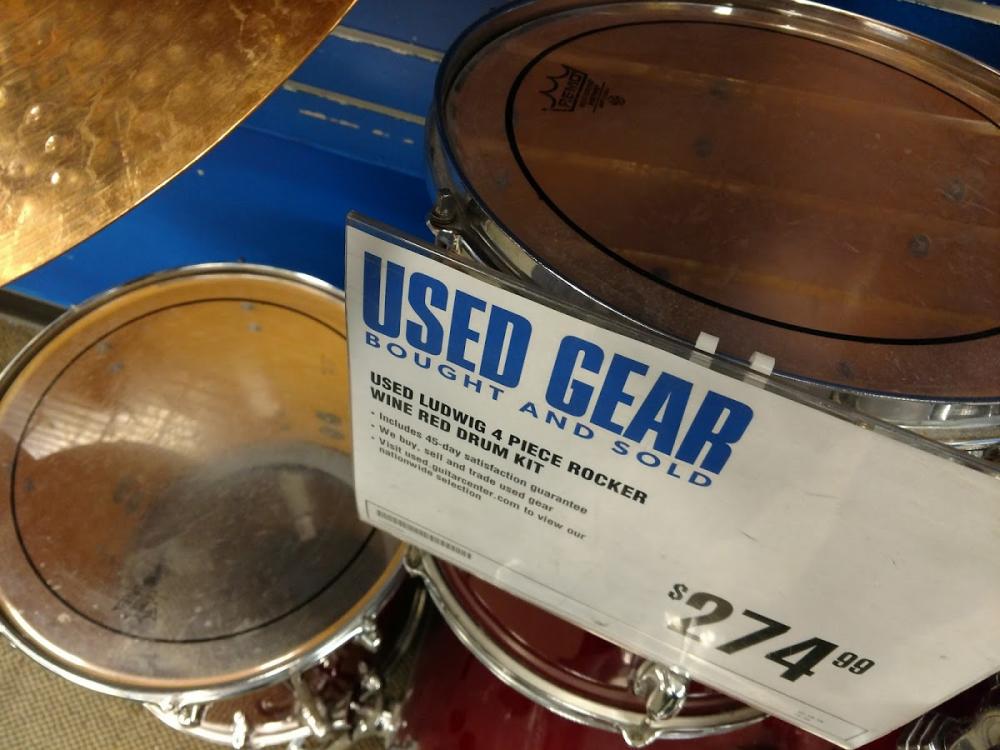 REMO
USED GEAR
BOUGHT AND SOLD
USED LUDWIG 4 PIECE ROCKER
WINE RED DRUM KIT
- Includes 45-day satisfaction guarantee
- We buy, sell and trade used gear
- Visit used.guitarcenter.com to view our
nationwide selection
$274.99